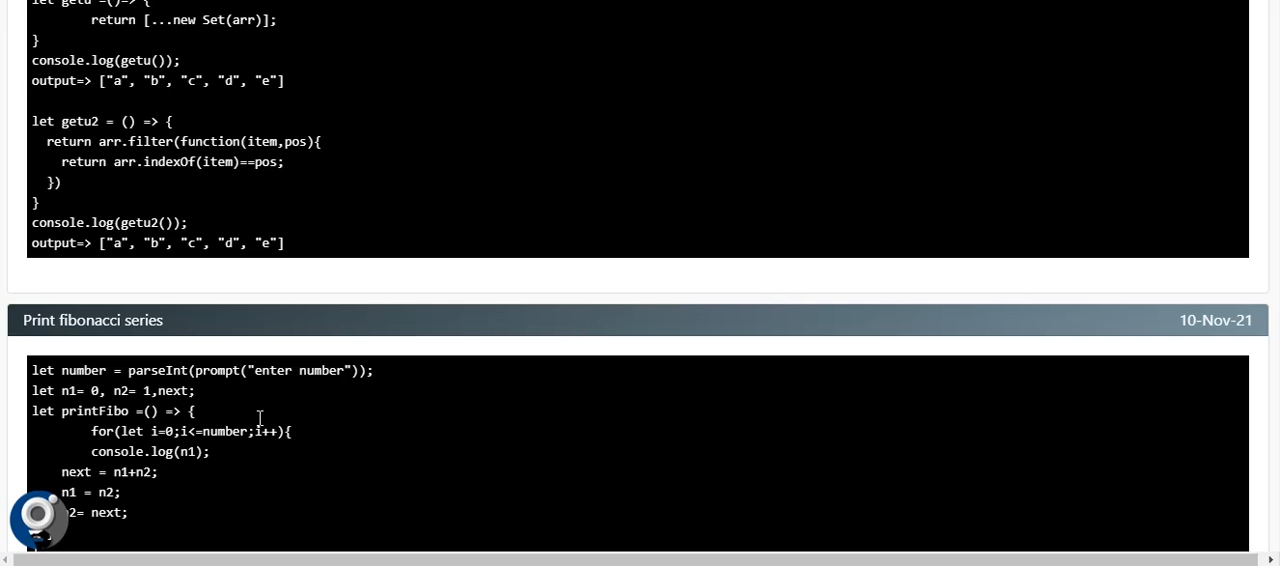 let getu =()=> {
return [...new Set(arr)];
}
console.log(getu());
output=> ["a", "b", "c", "d", "e"]
let getu2 = () => {
return arr.filter(function(item,pos){
return arr.indexOf(item)==pos;
})
}
console.log(getu2());
output=> ["a", "b", "c", "d", "e"]
Print fibonacci series 10-Nov-21
let number = parseInt(prompt("enter number"));
let n1= 0, n2= 1,next;
let printFibo =() => {
for(let i=0;i<=number;i++){
console.log(n1);
next = n1+n2;
n1 = n2;
n2= next;